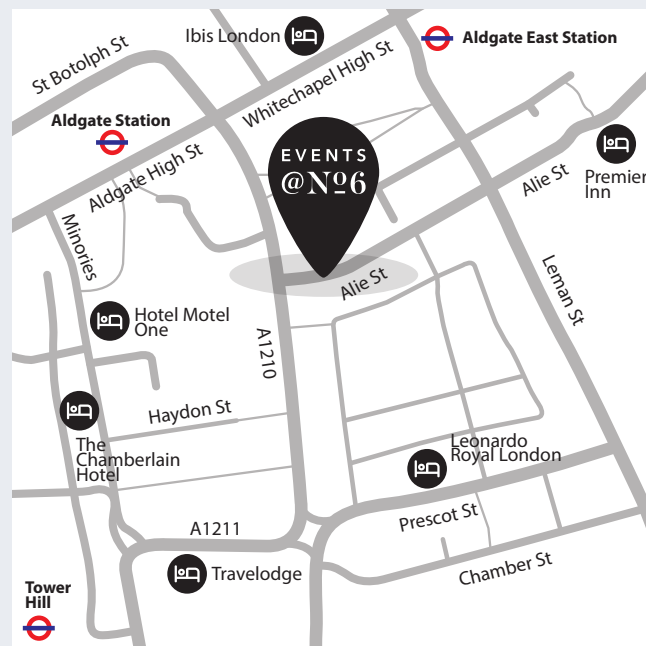 Ibis London
Aldgate East Station
St Botolph St
Whitechapel High St
Aldgate Station
EVENTS
@Nº6
Aldgate High St
Alie St
Premier
Inn
Minories
Alie St
Leman St
Hotel Motel
One
A1210
Haydon St
The
Chamberlain
Hotel
Leonardo
Royal London
Prescot St
A1211
Chamber St
Travelodge
Tower
Hill